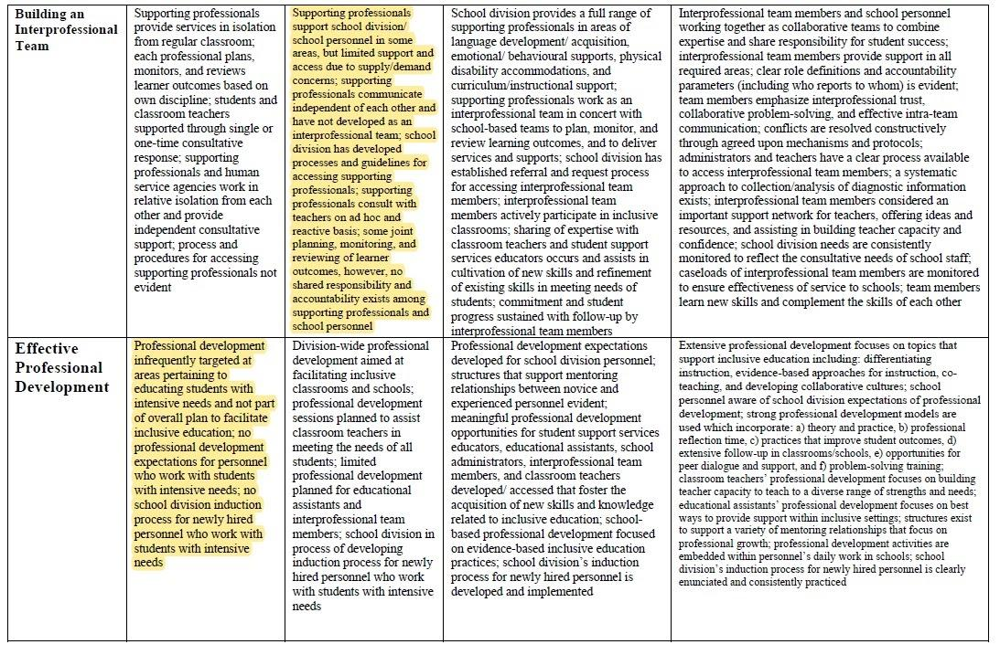 Building an
Interprofessional
Team
Supporting professionals
provide services in isolation
from regular classroom;
each professional plans,
monitors, and reviews
learner outcomes based on
own discipline; students and
classroom teachers
supported through single or
one-time consultative
response; supporting
professionals and human
service agencies work in
relative isolation from each
other and provide
independent consultative
support; process and
procedures for accessing
supporting professionals not
evident
Supporting professionals
support school division/
school personnel in some
areas, but limited support and
access due to supply/demand
concerns; supporting
professionals communicate
independent of each other and
have not developed as an
interprofessional team; school
division has developed
processes and guidelines for
accessing supporting
professionals; supporting
professionals consult with
teachers on ad hoc and
reactive basis; some joint
planning, monitoring, and
reviewing of learner
outcomes, however, no
shared responsibility and
accountability exists among
supporting professionals and
school personnel
School division provides a full range of
supporting professionals in areas of
language development/ acquisition,
emotional/ behavioural supports, physical
disability accommodations, and
curriculum/instructional support;
supporting professionals work as an
interprofessional team in concert with
school-based teams to plan, monitor, and
review learning outcomes, and to deliver
services and supports; school division has
established referral and request process
for accessing interprofessional team
members; interprofessional team
members actively participate in inclusive
classrooms; sharing of expertise with
classroom teachers and student support
services educators occurs and assists in
cultivation of new skills and refinement
of existing skills in meeting needs of
students; commitment and student
progress sustained with follow-up by
interprofessional team members
Interprofessional team members and school personnel
working together as collaborative teams to combine
expertise and share responsibility for student success;
interprofessional team members provide support in all
required areas; clear role definitions and accountability
parameters (including who reports to whom) is evident;
team members emphasize interprofessional trust,
collaborative problem-solving, and effective intra-team
communication; conflicts are resolved constructively
through agreed upon mechanisms and protocols;
administrators and teachers have a clear process available
to access interprofessional team members; a systematic
approach to collection/analysis of diagnostic information
exists; interprofessional team members considered an
important support network for teachers, offering ideas and
resources, and assisting in building teacher capacity and
confidence; school division needs are consistently
monitored to reflect the consultative needs of school staff;
caseloads of interprofessional team members are monitored
to ensure effectiveness of service to schools; team members
learn new skills and complement the skills of each other
Effective
Professional
Development
Professional development
infrequently targeted at
areas pertaining to
educating students with
intensive needs and not part
of overall plan to facilitate
inclusive education; no
professional development
expectations for personnel
who work with students
with intensive needs; no
school division induction
process for newly hired
personnel who work with
students with intensive
needs
Division-wide professional
development aimed at
facilitating inclusive
classrooms and schools;
professional development
sessions planned to assist
classroom teachers in
meeting the needs of all
students; limited
professional development
planned for educational
assistants and
interprofessional team
members; school division in
process of developing
induction process for newly
hired personnel who work
with students with intensive
needs
Professional development expectations
developed for school division personnel;
structures that support mentoring
relationships between novice and
experienced personnel evident;
meaningful professional development
opportunities for student support services
educators, educational assistants, school
administrators, interprofessional team
members, and classroom teachers
developed/ accessed that foster the
acquisition of new skills and knowledge
related to inclusive education; school-
based professional development focused
on evidence-based inclusive education
practices; school division's induction
process for newly hired personnel is
developed and implemented
Extensive professional development focuses on topics that
support inclusive education including: differentiating
instruction, evidence-based approaches for instruction, co-
teaching, and developing collaborative cultures; school
personnel aware of school division expectations of professional
development; strong professional development models are
used which incorporate: a) theory and practice, b) professional
reflection time, c) practices that improve student outcomes, d)
extensive follow-up in classrooms/schools, e) opportunities for
peer dialogue and support, and f) problem-solving training;
classroom teachers' professional development focuses on building
teacher capacity to teach to a diverse range of strengths and needs;
educational assistants' professional development focuses on best
ways to provide support within inclusive settings; structures exist
to support a variety of mentoring relationships that focus on
professional growth; professional development activities are
embedded within personnel's daily work in schools; school
division's induction process for newly hired personnel is clearly
enunciated and consistently practiced